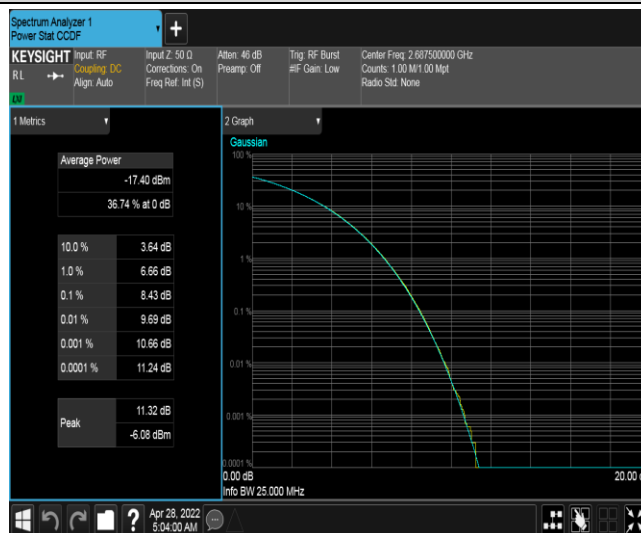 Spectrum Analyzer 1
Power Stat CCDF
KEYSIGHT
RL
Input: RF
Coupling: DC
Align: Auto
Input Z: 50 Ω
Corrections: On
Freq Ref: Int (S)
Atten: 46 dB
Preamp: Off
Trig: RF Burst
#IF Gain: Low
Center Freq: 2.687500000 GHz
Counts: 1.00 M/1.00 Mpt
Radio Std: None
1 Metrics
Average Power
-17.40 dBm
36.74 % at 0 dB
10.0 % 3.64 dB
1.0 % 6.66 dB
0.1 % 8.43 dB
0.01 % 9.69 dB
0.001 % 10.66 dB
0.0001 % 11.24 dB
Peak
11.32 dB
-6.08 dBm
2 Graph
Gaussian
100 %
10 %
1 %
0.1 %
0.01 %
0.001 %
0.0001 %
0.00 dB
20.00
Info BW 25.000 MHz
?
Apr 28, 2022
5:04:00 AM